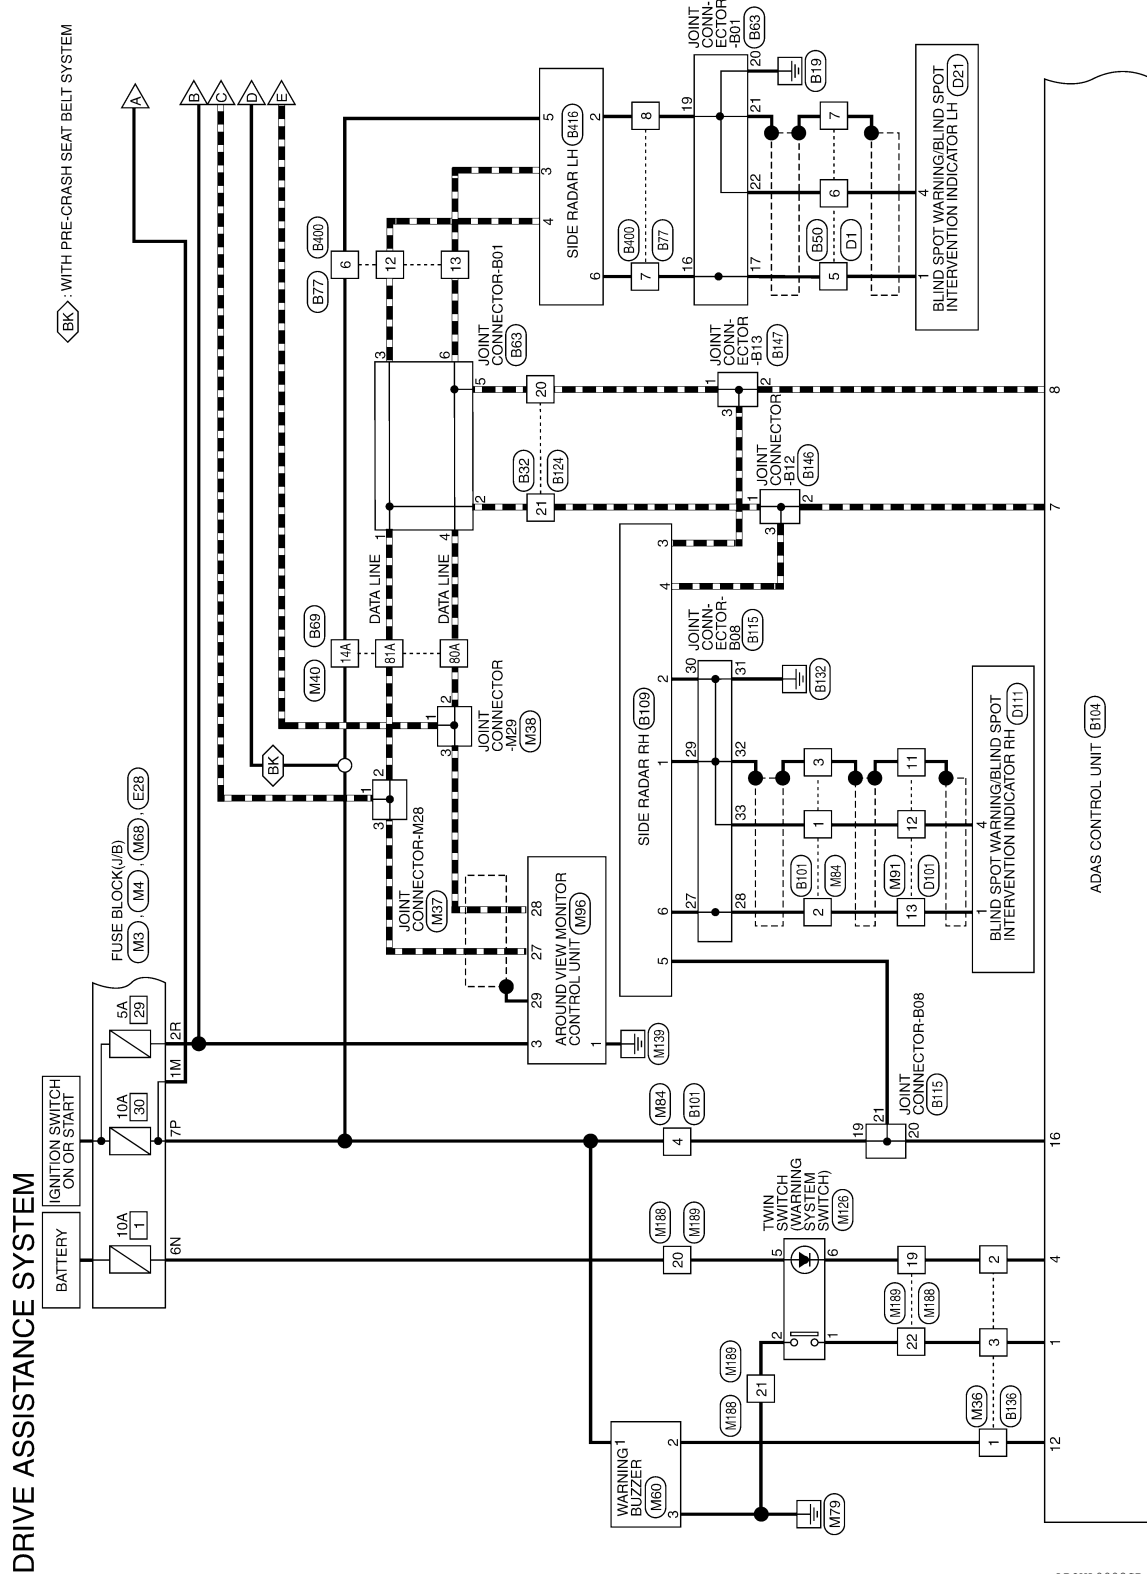 DRIVE ASSISTANCE SYSTEM
BK : WITH PRE-CRASH SEAT BELT SYSTEM
BATTERY
IGNITION SWITCH
ON OR START
10A
1
10A
30
5A
29
FUSE BLOCK(J/B)
M3 , M4 , M68 , E28
6N
7P
1M
2R
A
B
C
D
E
BK
M40
B69
14A
81A
80A
DATA LINE
DATA LINE
B77
B400
6
12
13
1
2
3
JOINT
CONNECTOR-M28
M37
1
2
3
JOINT
CONNECTOR
-M29
M38
1
4
3
6
2
5
JOINT
CONNECTOR-B01
B63
28
27
29
3
1
AROUND VIEW MONITOR
CONTROL UNIT
M96
M139
B32
B124
21
20
SIDE RADAR LH
B416
5
3
4
2
6
8
7
B400
B77
JOINT
CONN-
ECTOR
-B01
B63
19
16
20
21
22
17
B19
7
6
5
B50
D1
4
1
BLIND SPOT WARNING/BLIND SPOT
INTERVENTION INDICATOR LH
D21
JOINT
CONN-
ECTOR
-B13
B147
1
2
3
JOINT
CONNECTOR
-B12
B146
1
2
3
SIDE RADAR RH
B109
3
4
2
1
6
5
JOINT
CONN-
ECTOR-
B08
B115
30
29
27
31
32
33
28
B132
3
1
2
B101
M84
11
12
13
M91
D101
4
1
BLIND SPOT WARNING/BLIND SPOT
INTERVENTION INDICATOR RH
D111
M84
B101
4
19
21
20
JOINT
CONNECTOR-B08
B115
M188
M189
20
TWIN
SWITCH
(WARNING
SYSTEM
SWITCH)
M126
5
6
2
1
M189
M188
19
22
M189
M188
21
WARNING
BUZZER
M60
1
2
3
M79
M36
B136
1
3
2
12
1
4
16
7
8
ADAS CONTROL UNIT
B104